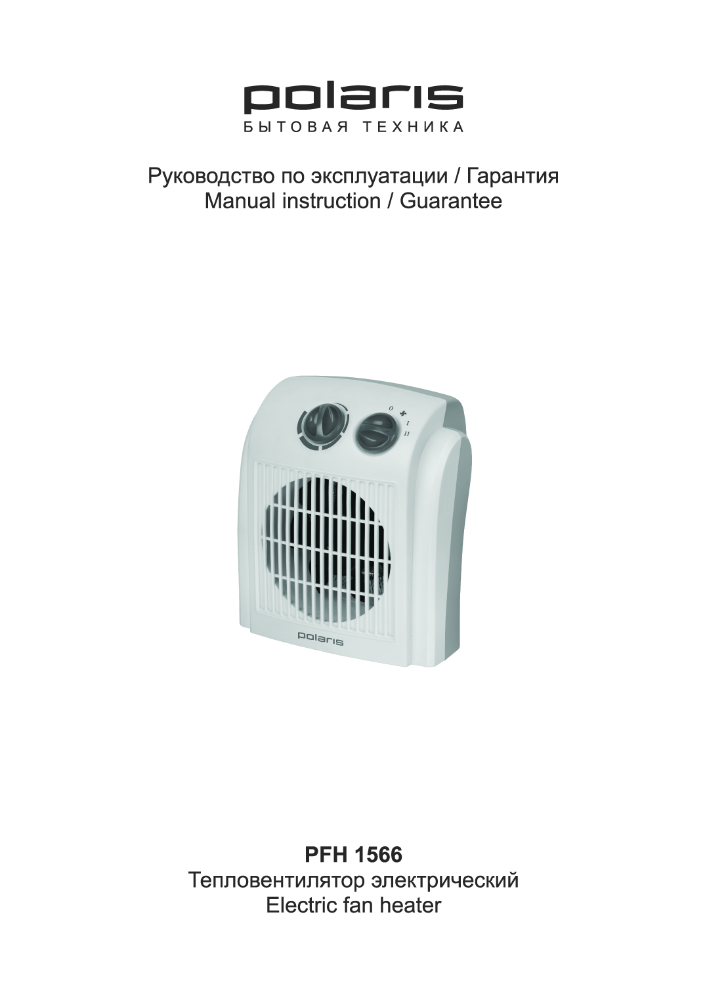 polaris
БЫТОВАЯ ТЕХНИКА
Руководство по эксплуатации / Гарантия
Manual instruction / Guarantee
0
I
II
polaris
PFH 1566
Тепловентилятор электрический
Electric fan heater